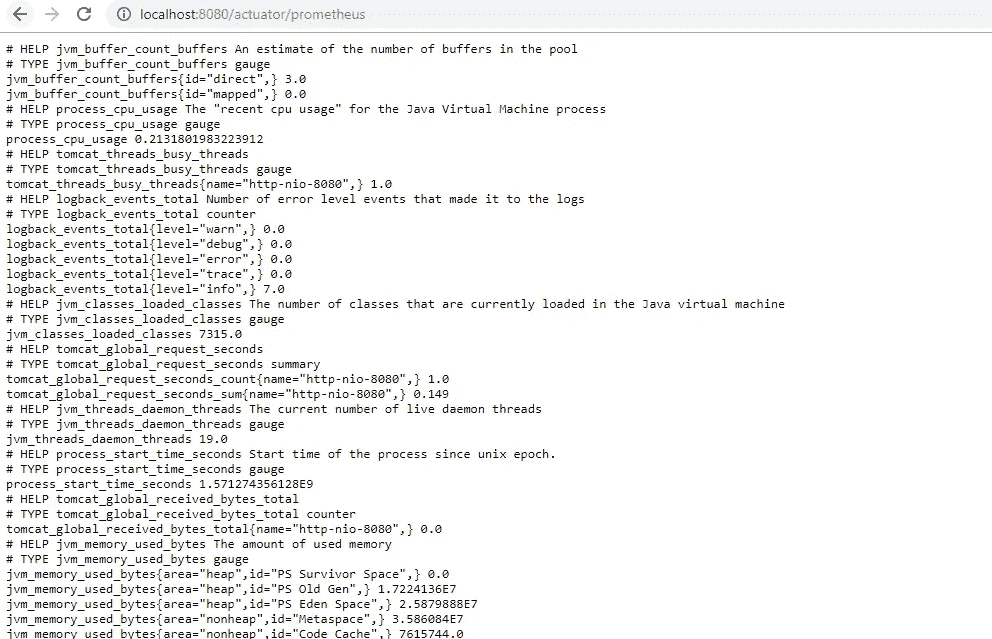 localhost:8080/actuator/prometheus
# HELP jvm_buffer_count_buffers An estimate of the number of buffers in the pool
# TYPE jvm_buffer_count_buffers gauge
jvm_buffer_count_buffers{id="direct",} 3.0
jvm_buffer_count_buffers{id="mapped",} 0.0
# HELP process_cpu_usage The "recent cpu usage" for the Java Virtual Machine process
# TYPE process_cpu_usage gauge
process_cpu_usage 0.2131801983223912
# HELP tomcat_threads_busy_threads
# TYPE tomcat_threads_busy_threads gauge
tomcat_threads_busy_threads{name="http-nio-8080",} 1.0
# HELP logback_events_total Number of error level events that made it to the logs
# TYPE logback_events_total counter
logback_events_total{level="warn",} 0.0
logback_events_total{level="debug",} 0.0
logback_events_total{level="error",} 0.0
logback_events_total{level="trace",} 0.0
logback_events_total{level="info",} 7.0
# HELP jvm_classes_loaded_classes The number of classes that are currently loaded in the Java virtual machine
# TYPE jvm_classes_loaded_classes gauge
jvm_classes_loaded_classes 7315.0
# HELP tomcat_global_request_seconds
# TYPE tomcat_global_request_seconds summary
tomcat_global_request_seconds_count{name="http-nio-8080",} 1.0
tomcat_global_request_seconds_sum{name="http-nio-8080",} 0.149
# HELP jvm_threads_daemon_threads The current number of live daemon threads
# TYPE jvm_threads_daemon_threads gauge
jvm_threads_daemon_threads 19.0
# HELP process_start_time_seconds Start time of the process since unix epoch.
# TYPE process_start_time_seconds gauge
process_start_time_seconds 1.571274356128E9
# HELP tomcat_global_received_bytes_total
# TYPE tomcat_global_received_bytes_total counter
tomcat_global_received_bytes_total{name="http-nio-8080",} 0.0
# HELP jvm_memory_used_bytes The amount of used memory
# TYPE jvm_memory_used_bytes gauge
jvm_memory_used_bytes{area="heap",id="PS Survivor Space",} 0.0
jvm_memory_used_bytes{area="heap",id="PS Old Gen",} 1.7224136E7
jvm_memory_used_bytes{area="heap",id="PS Eden Space",} 2.5879888E7
jvm_memory_used_bytes{area="nonheap",id="Metaspace",} 3.586084E7
jvm_memory_used_bytes{area="nonheap",id="Code Cache",} 7615744.0